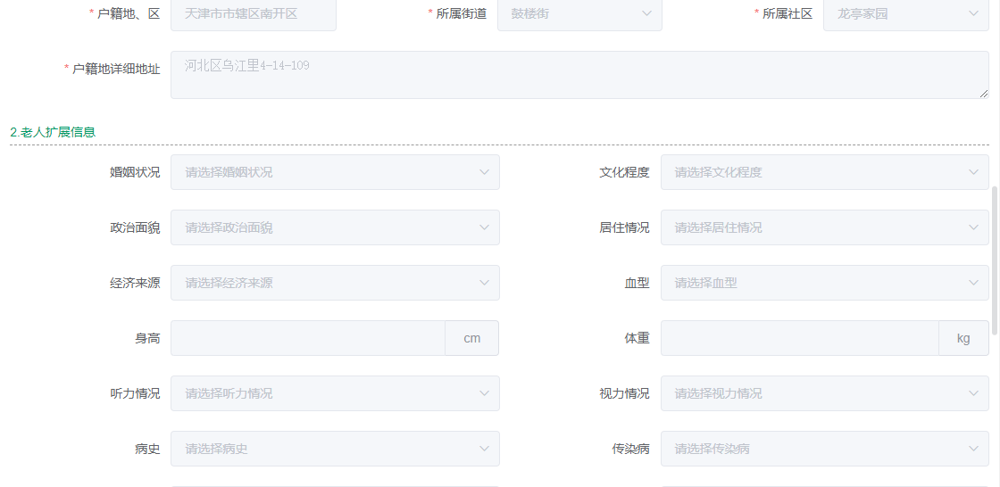 * 户籍地、区 天津市市辖区南开区 * 所属街道 鼓楼街 * 所属社区 龙亭家园
* 户籍地详细地址 河北区乌江里4-14-109
2.老人扩展信息
婚姻状况 请选择婚姻状况 文化程度 请选择文化程度
政治面貌 请选择政治面貌 居住情况 请选择居住情况
经济来源 请选择经济来源 血型 请选择血型
身高 cm 体重 kg
听力情况 请选择听力情况 视力情况 请选择视力情况
病史 请选择病史 传染病 请选择传染病